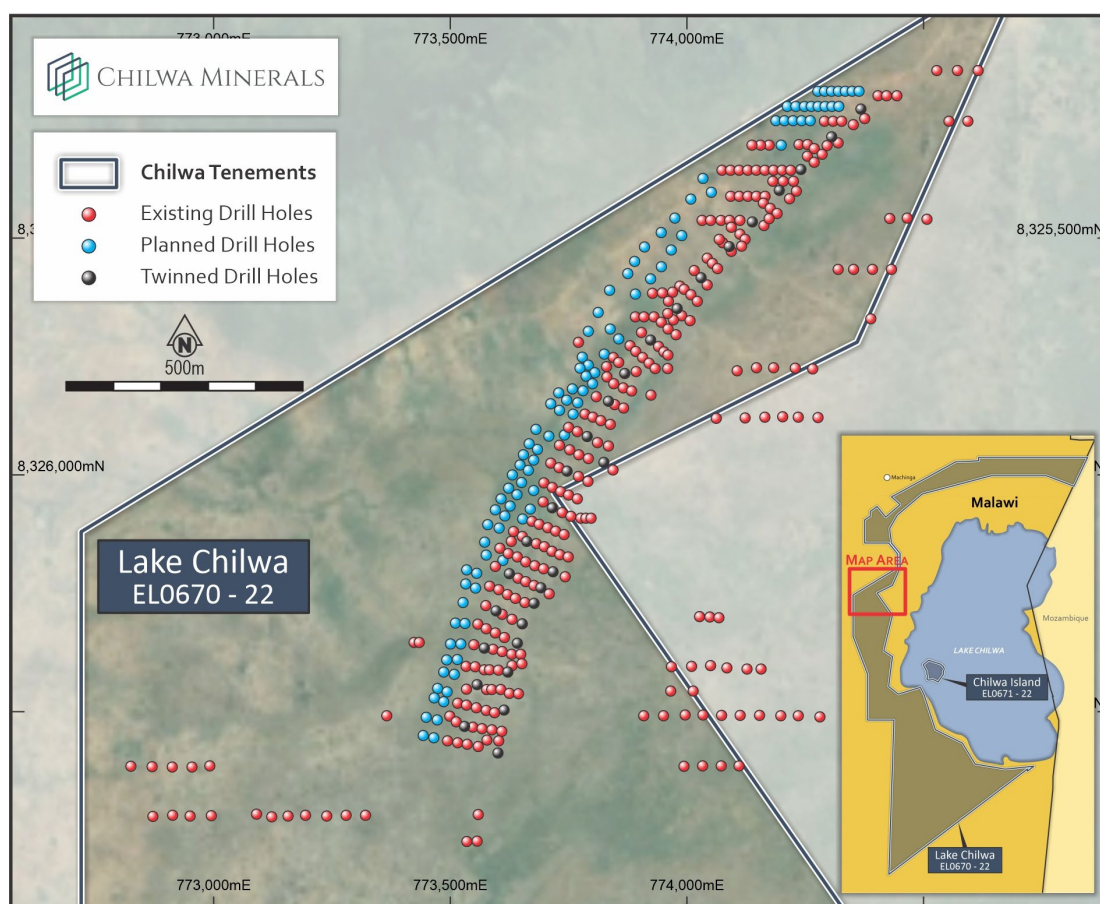 773,000mE 773,500mE 774,000mE
CHILWA MINERALS
Chilwa Tenements
Existing Drill Holes
Planned Drill Holes
Twinned Drill Holes
8,325,500mN
N
500m
8,326,000mN
Lake Chilwa
EL0670 - 22
Machinga
Malawi
MAP AREA
Mozambique
LAKE CHILWA
Chilwa Island
EL0671 - 22
Lake Chilwa
EL0670 - 22
773,000mE 773,500mE 774,000mE